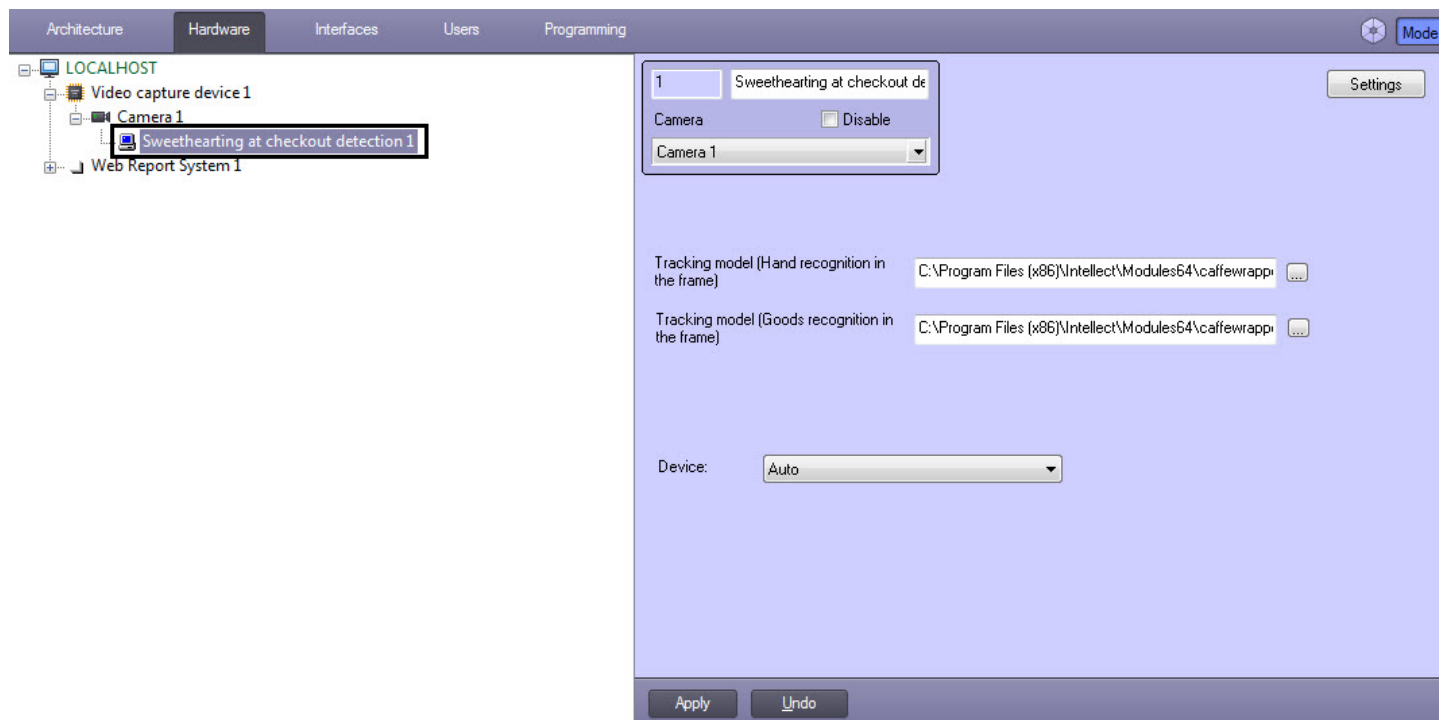 Architecture Hardware Interfaces Users Programming Mode
LOCALHOST
Video capture device 1
Camera 1
Sweethearting at checkout detection 1
Web Report System 1
1 Sweethearting at checkout de
Settings
Camera Disable
Camera 1
Tracking model (Hand recognition in
the frame)
C:\Program Files (x86)\Intellect\Modules64\caffewrapp
...
Tracking model (Goods recognition in
the frame)
C:\Program Files (x86)\Intellect\Modules64\caffewrapp
...
Device: Auto
Apply Undo